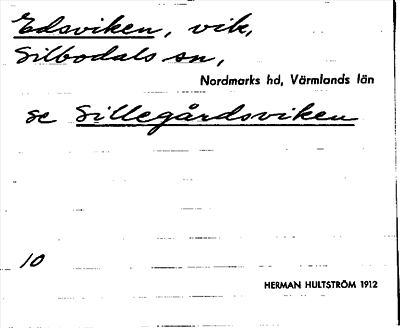 Edsviken, vik,
Silbodals sn,
Nordmarks hd, Värmlands län
se Sillegårdsviken
10
HERMAN HULTSTRÖM 1912